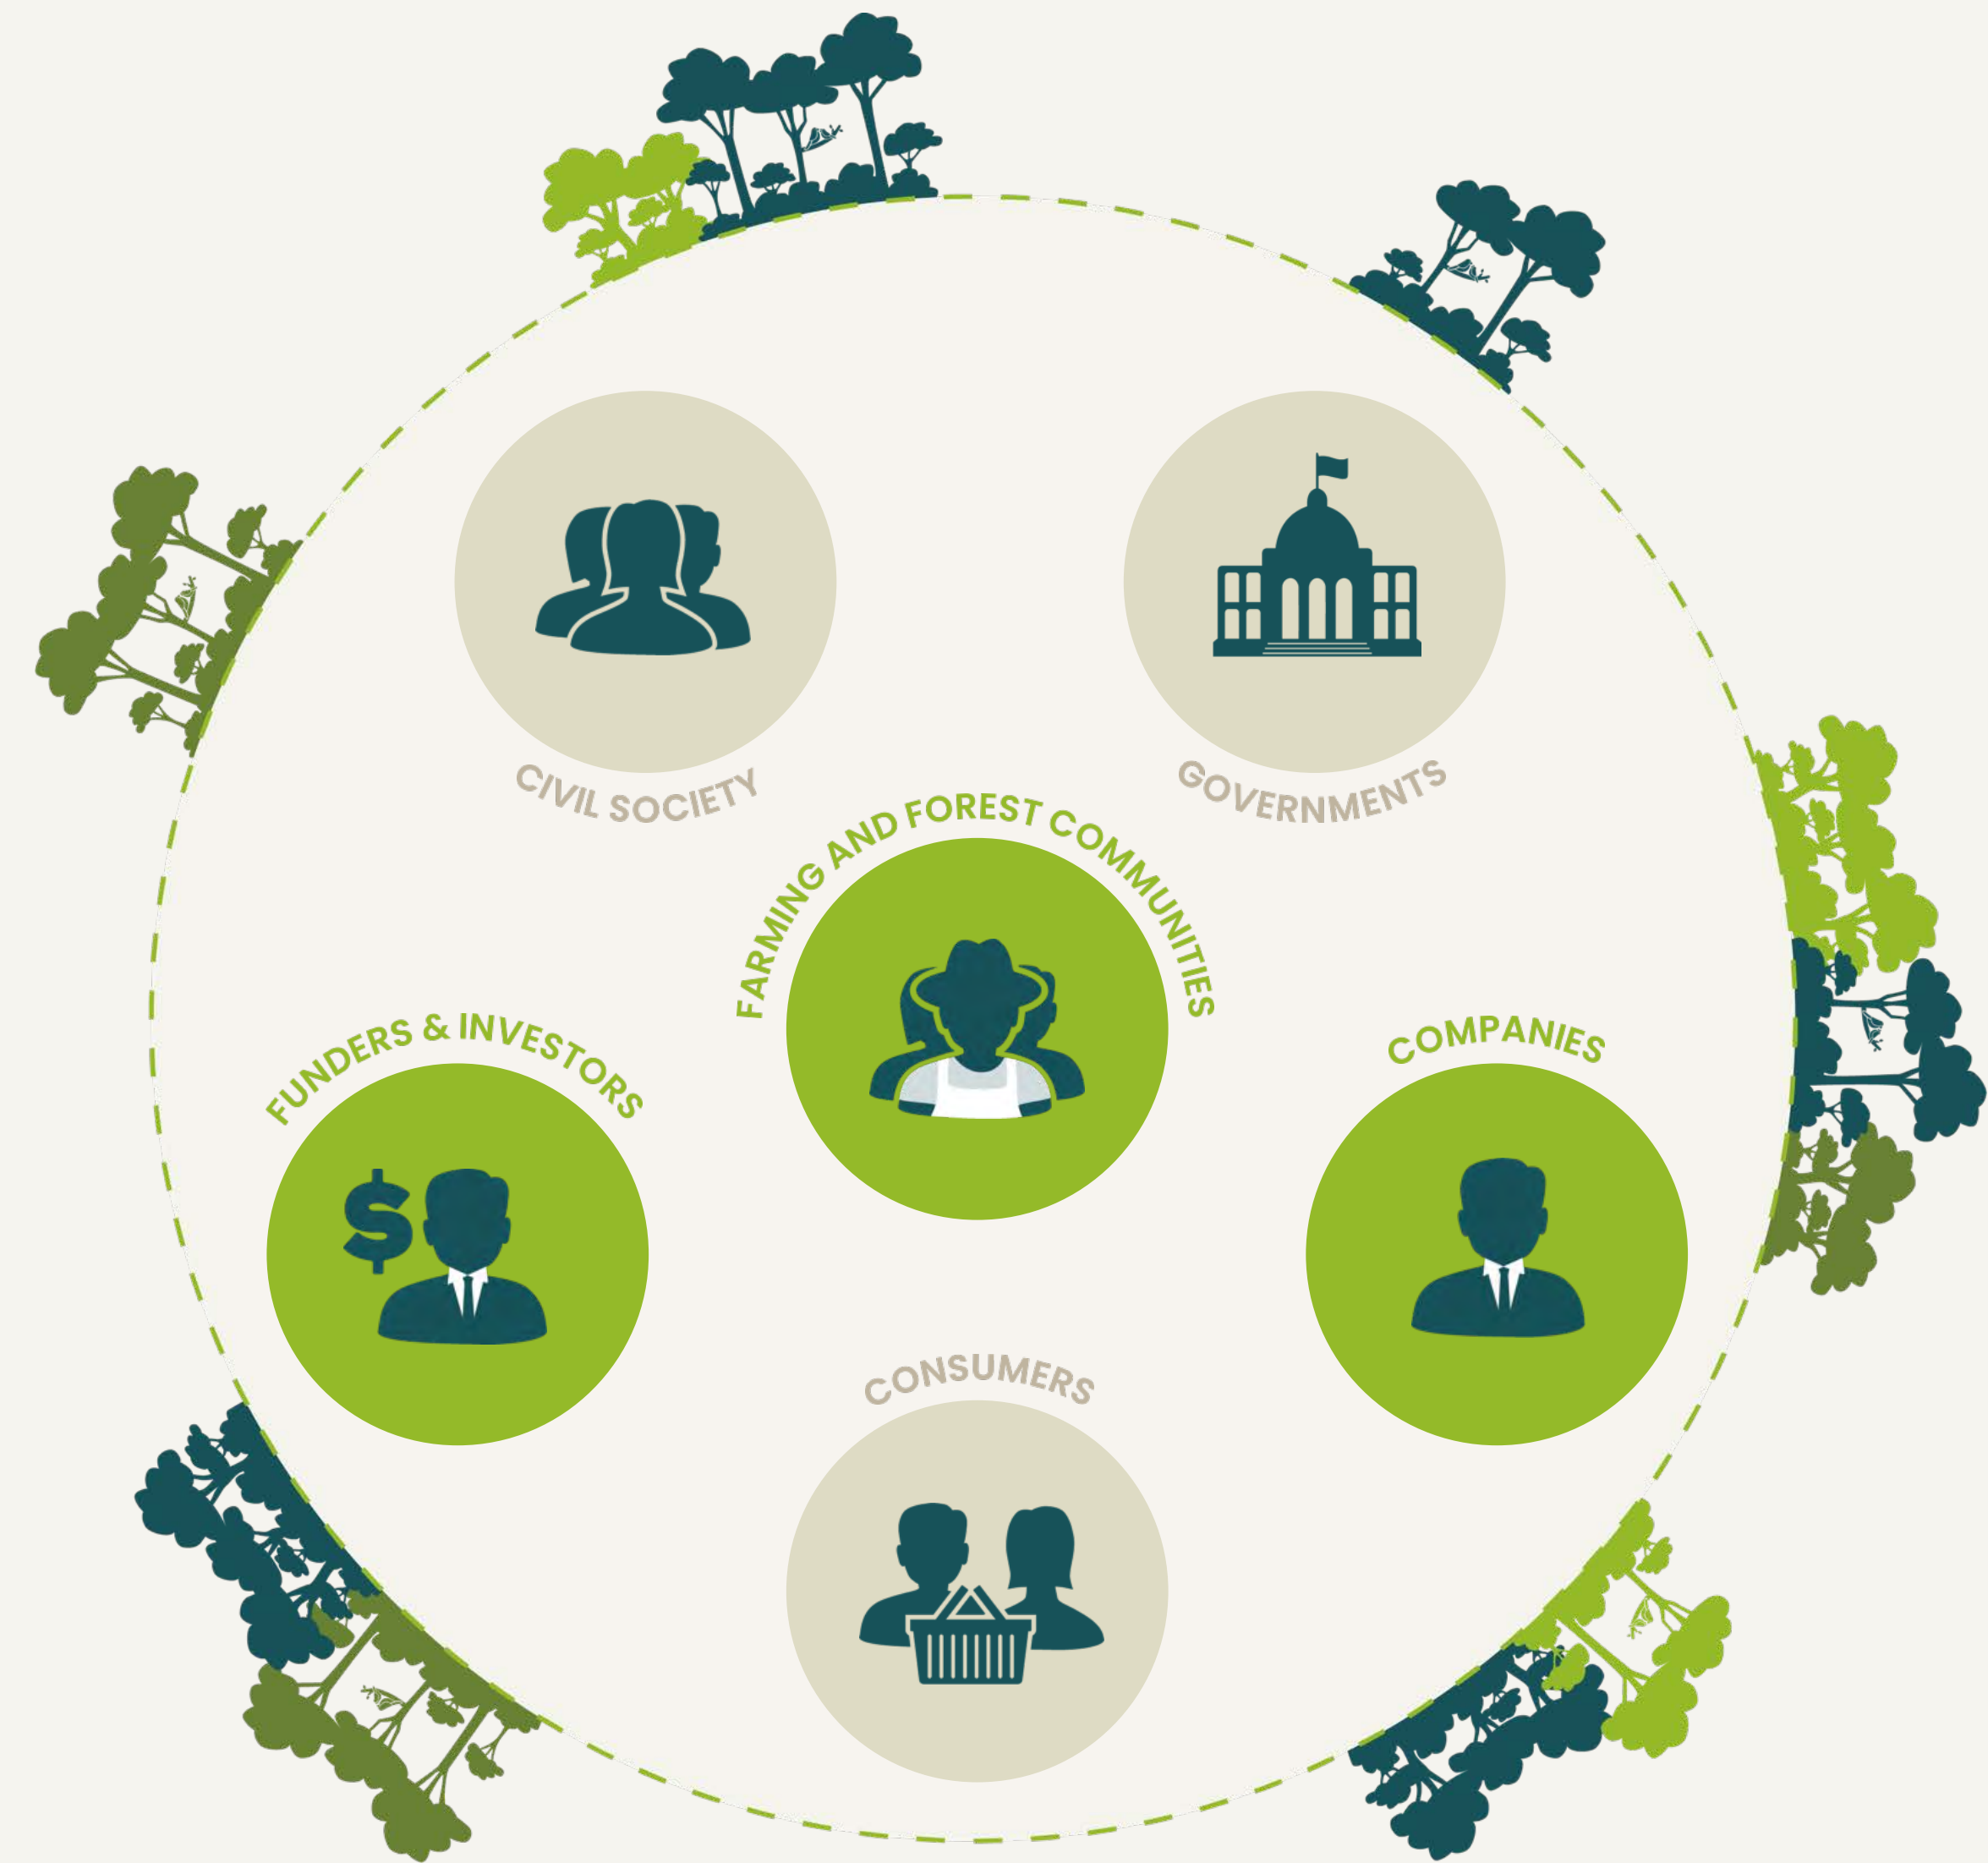 CIVIL SOCIETY
GOVERNMENTS
FARMING AND FOREST COMMUNITIES
FUNDERS & INVESTORS
$
COMPANIES
CONSUMERS